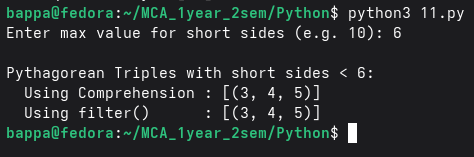 bappa@fedora:~/MCA_1year_2sem/Python$ python3 11.py
Enter max value for short sides (e.g. 10): 6
Pythagorean Triples with short sides < 6:
  Using Comprehension : [(3, 4, 5)]
  Using filter()      : [(3, 4, 5)]
bappa@fedora:~/MCA_1year_2sem/Python$